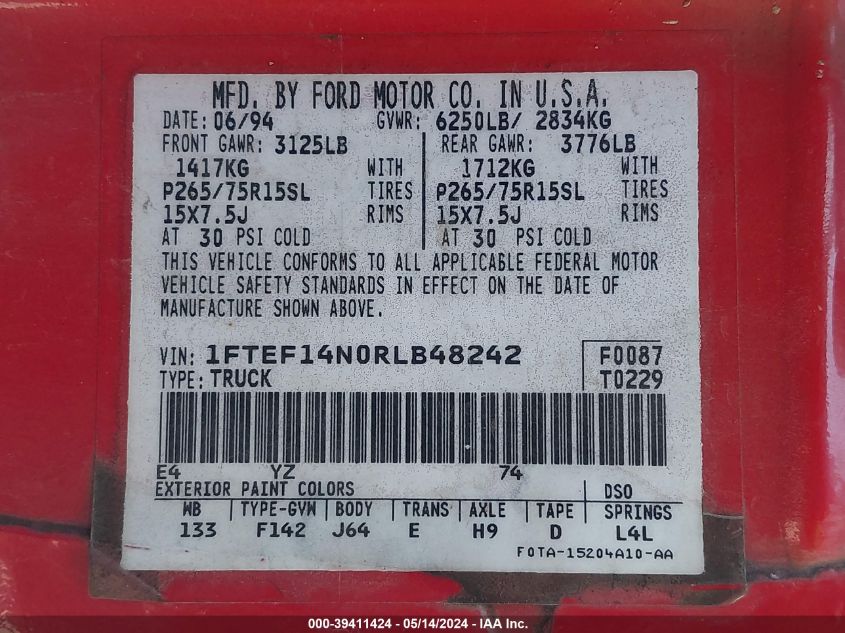 MFD. BY FORD MOTOR CO. IN U.S.A.
DATE: 06/94 GVWR: 6250LB/ 2834KG
FRONT GAWR: 3125LB REAR GAWR: 3776LB
1417KG WITH 1712KG WITH
P265/75R15SL TIRES P265/75R15SL TIRES
15X7.5J RIMS 15X7.5J RIMS
AT 30 PSI COLD AT 30 PSI COLD
THIS VEHICLE CONFORMS TO ALL APPLICABLE FEDERAL MOTOR
VEHICLE SAFETY STANDARDS IN EFFECT ON THE DATE OF
MANUFACTURE SHOWN ABOVE.
VIN: 1FTEF14N0RLB48242 F0087
TYPE: TRUCK T0229
E4 YZ 74
EXTERIOR PAINT COLORS DSO
WB TYPE-GVW BODY TRANS AXLE TAPE SPRINGS
133 F142 J64 E H9 D L4L
F0TA-15204A10-AA
000-39411424 - 05/14/2024 - IAA Inc.